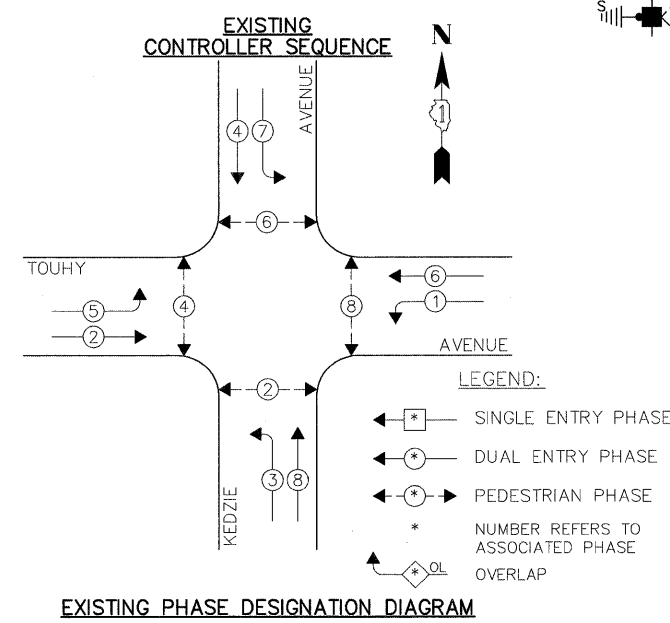 EXISTING
CONTROLLER SEQUENCE
S
K
N
1
AVENUE
4 7
6
TOUHY
6
5
4
8
1
2
AVENUE
2
LEGEND:
* SINGLE ENTRY PHASE
* DUAL ENTRY PHASE
3 8
* PEDESTRIAN PHASE
KEDZIE
* NUMBER REFERS TO
ASSOCIATED PHASE
* OL OVERLAP
EXISTING PHASE DESIGNATION DIAGRAM